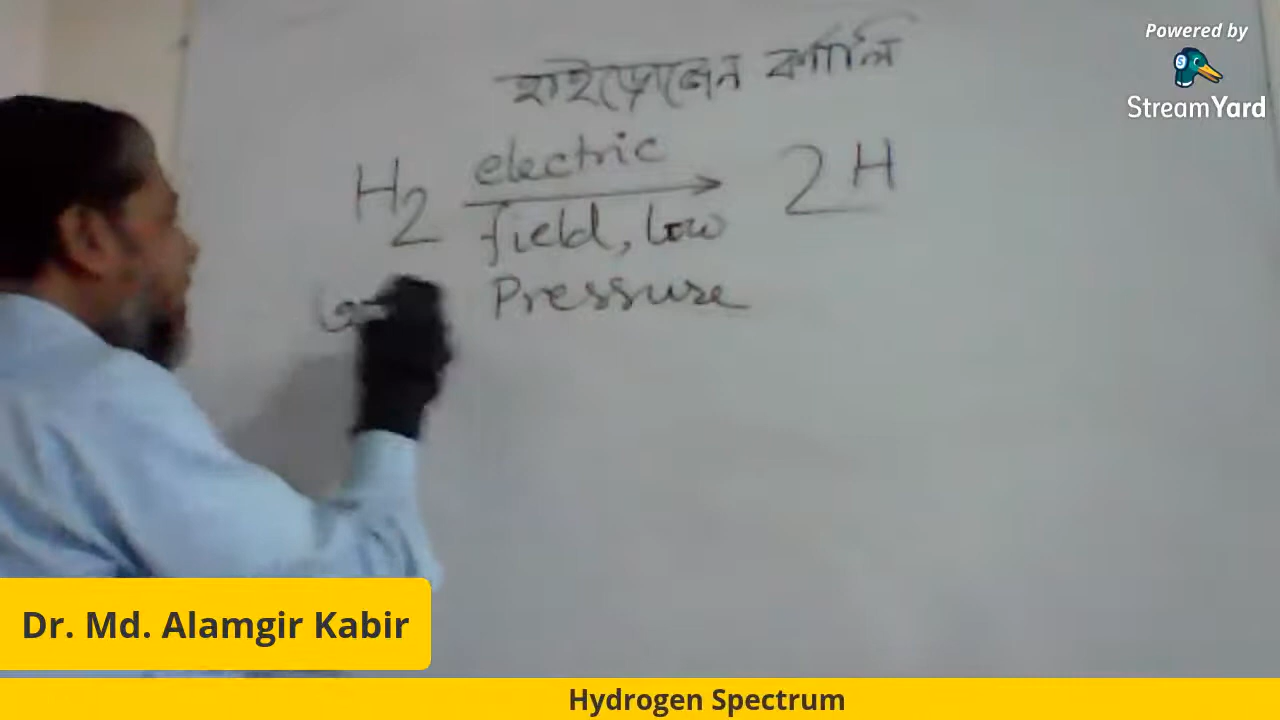 Powered by
StreamYard
হাইড্রোজেন বর্ণালি
H₂ electric 2H
field, low
Pressure
Dr. Md. Alamgir Kabir
Hydrogen Spectrum